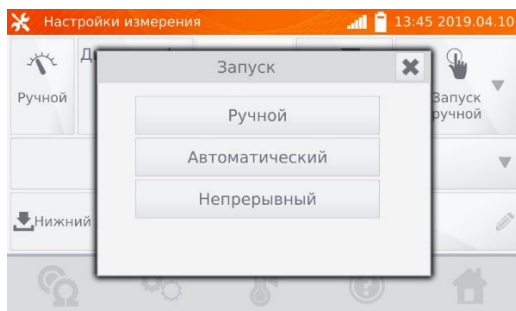 Настройки измерения 13:45 2019.04.10
Запуск
Ручной
Запуск
ручной
Ручной
Автоматический
Непрерывный
Нижний